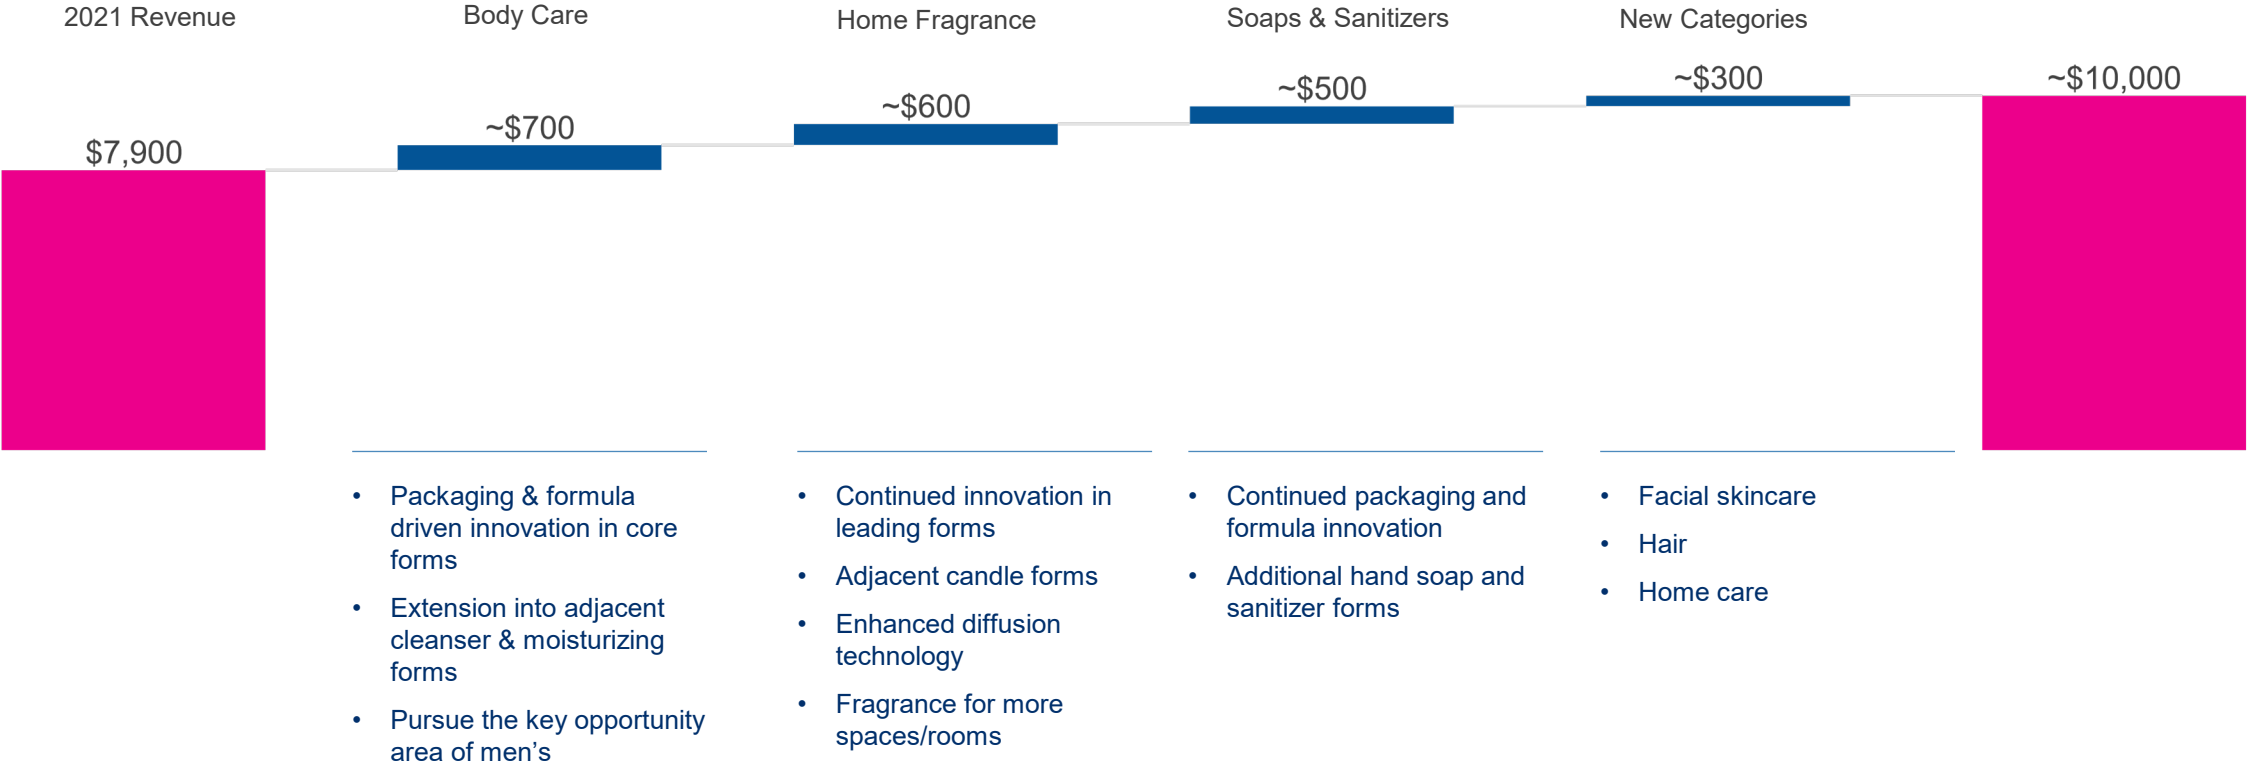 2021 Revenue
Body Care
Home Fragrance
Soaps & Sanitizers
New Categories
$7,900
~$700
~$600
~$500
~$300
~$10,000
• Packaging & formula
driven innovation in core
forms
• Extension into adjacent
cleanser & moisturizing
forms
• Pursue the key opportunity
area of men’s
• Continued innovation in
leading forms
• Adjacent candle forms
• Enhanced diffusion
technology
• Fragrance for more
spaces/rooms
• Continued packaging and
formula innovation
• Additional hand soap and
sanitizer forms
• Facial skincare
• Hair
• Home care